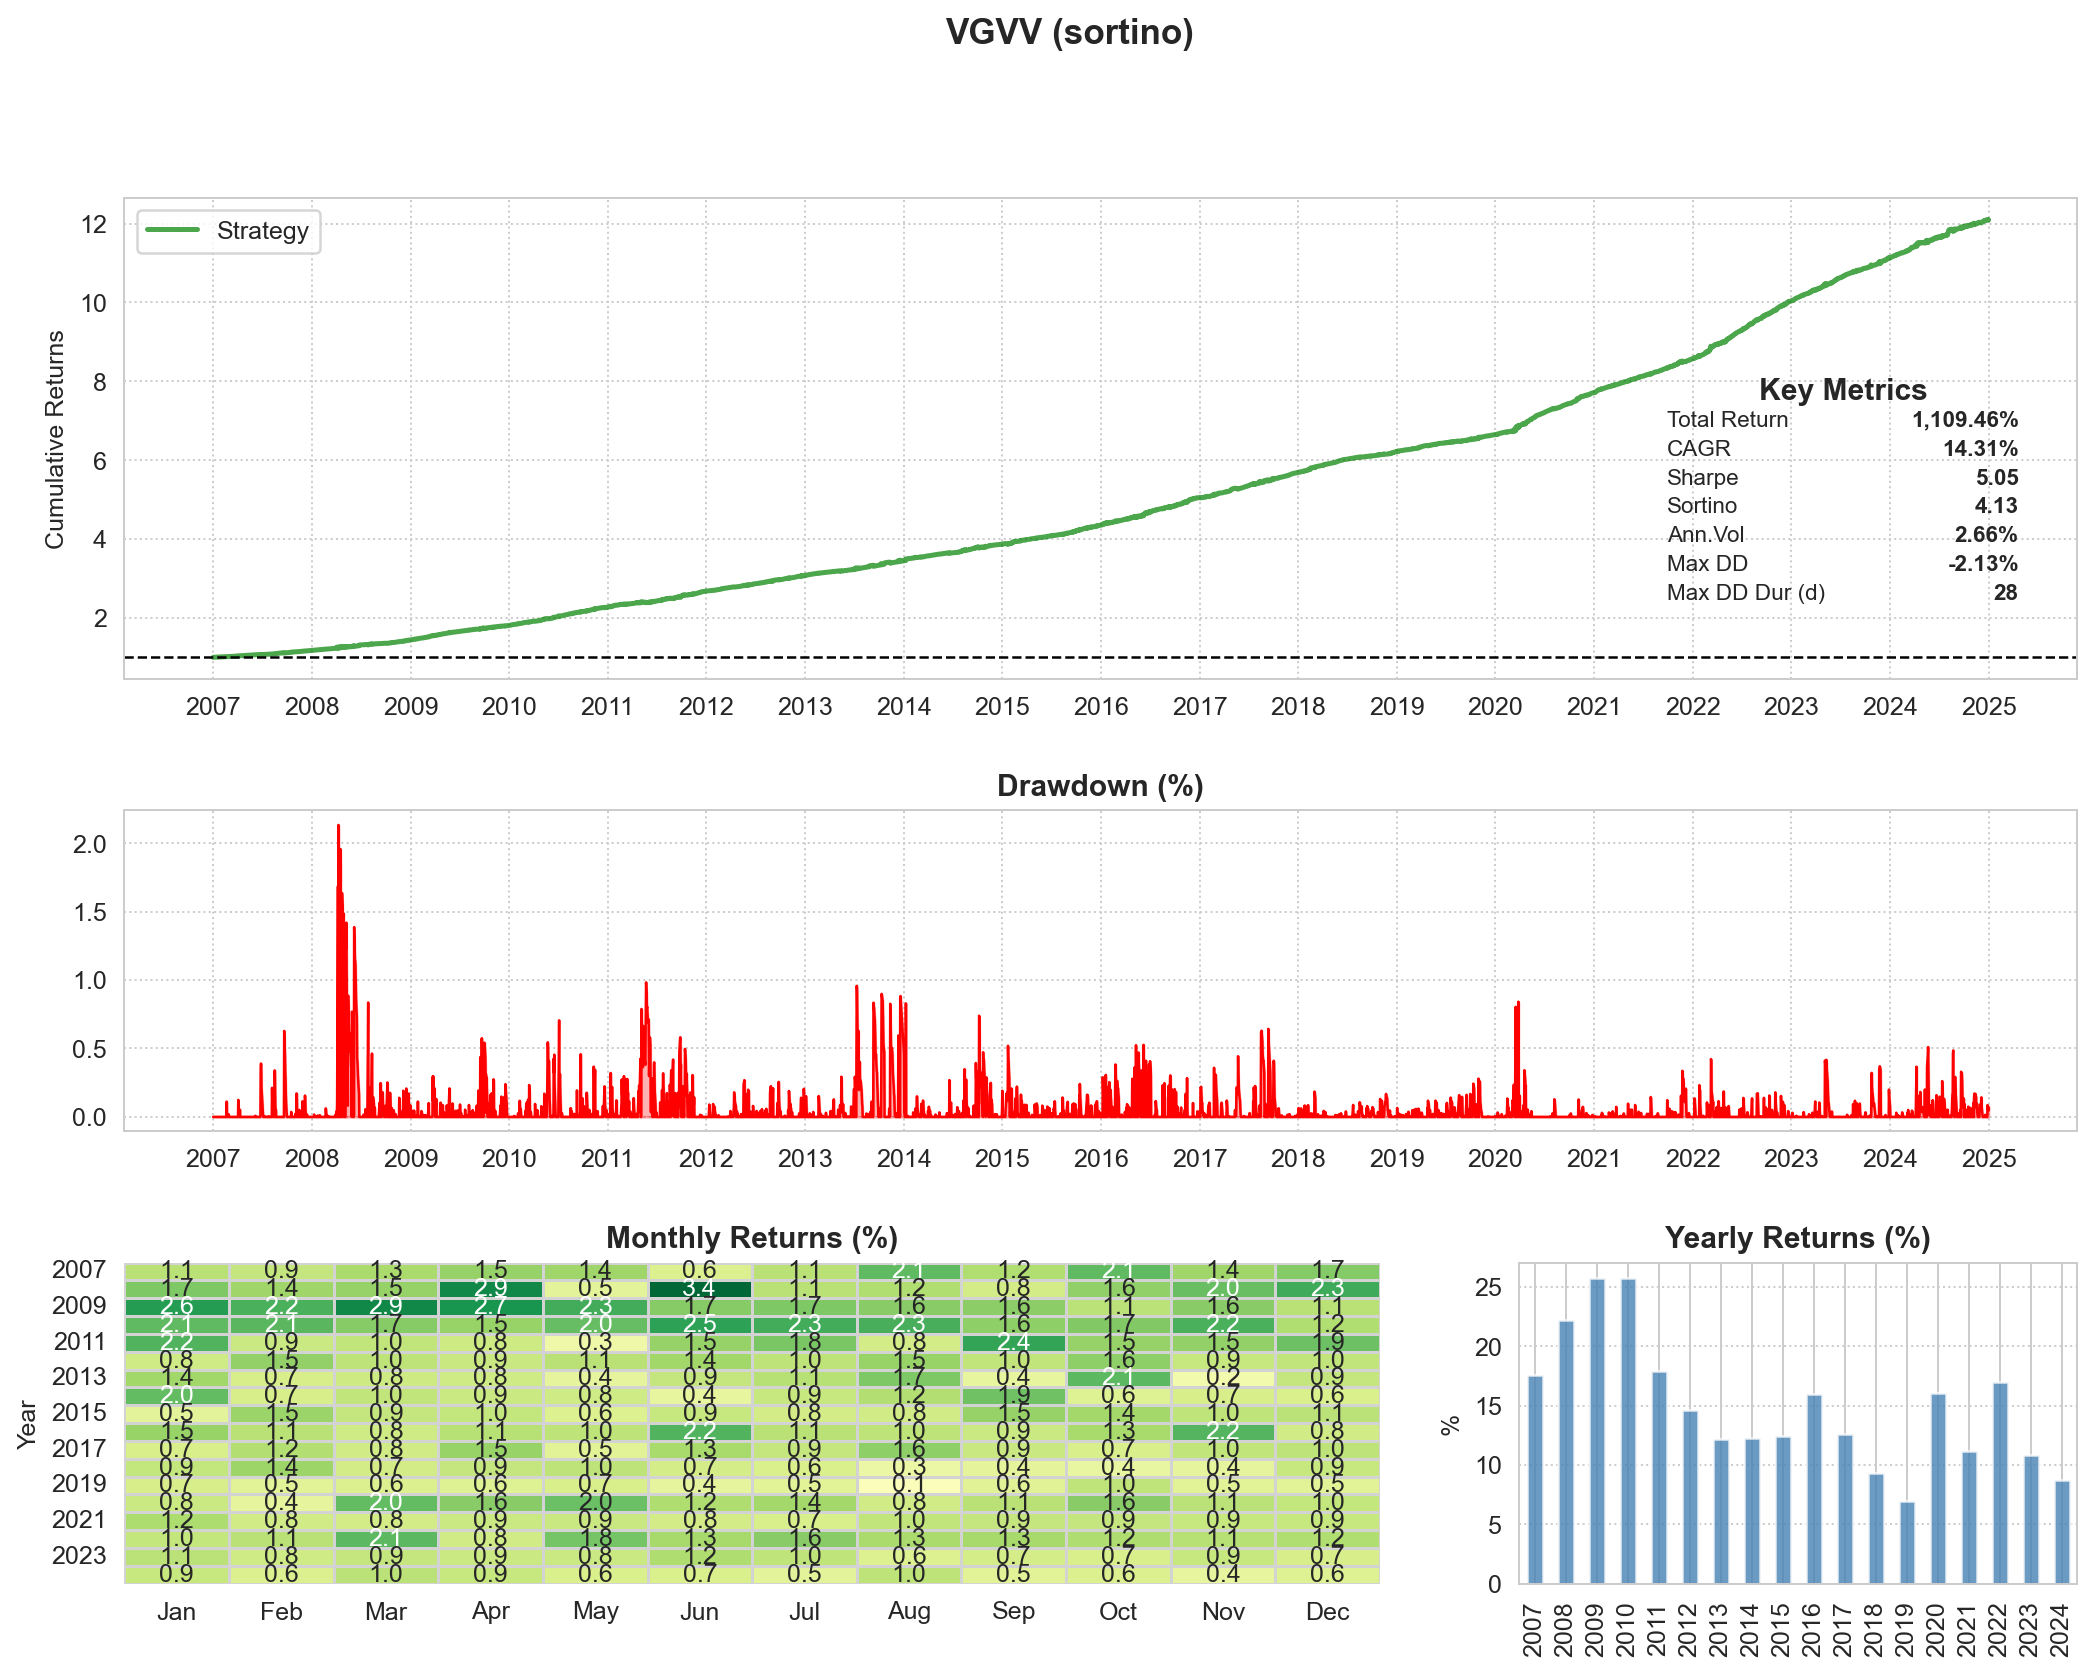 VGVV (sortino)
Strategy
12
10
8
6
4
2
Cumulative Returns
Key Metrics
Total Return 1,109.46%
CAGR 14.31%
Sharpe 5.05
Sortino 4.13
Ann.Vol 2.66%
Max DD -2.13%
Max DD Dur (d) 28
2007 2008 2009 2010 2011 2012 2013 2014 2015 2016 2017 2018 2019 2020 2021 2022 2023 2024 2025
Drawdown (%)
2.0
1.5
1.0
0.5
0.0
2007 2008 2009 2010 2011 2012 2013 2014 2015 2016 2017 2018 2019 2020 2021 2022 2023 2024 2025
Monthly Returns (%)
Year
2007 1.1 0.9 1.3 1.5 1.4 0.6 1.1 2.1 1.2 2.1 1.4 1.7
1.7 1.4 1.5 2.9 0.5 3.4 1.1 1.2 0.8 1.6 2.0 2.3
2009 2.6 2.2 2.9 2.7 2.3 1.7 1.7 1.6 1.6 1.1 1.6 1.1
2.1 2.1 1.7 1.5 2.0 2.5 2.3 2.3 1.6 1.7 2.2 1.2
2011 2.2 0.9 1.0 0.8 0.3 1.5 1.8 0.8 2.4 1.5 1.5 1.9
0.8 1.5 1.0 0.9 1.1 1.4 1.0 1.5 1.0 1.6 0.9 1.0
2013 1.4 0.7 0.8 0.8 0.4 0.9 1.1 1.7 0.4 2.1 0.2 0.9
2.0 0.7 1.0 0.9 0.8 0.4 0.9 1.2 1.9 0.6 0.7 0.6
2015 0.5 1.5 0.9 1.0 0.6 0.9 0.8 0.8 1.5 1.4 1.0 1.1
1.5 1.1 0.8 1.1 1.0 2.2 1.1 1.0 0.9 1.3 2.2 0.8
2017 0.7 1.2 0.8 1.5 0.5 1.3 0.9 1.6 0.9 0.7 1.0 1.0
0.9 1.4 0.7 0.9 1.0 0.7 0.6 0.3 0.4 0.4 0.4 0.9
2019 0.7 0.5 0.6 0.6 0.7 0.4 0.5 0.1 0.6 1.0 0.5 0.5
0.8 0.4 2.0 1.6 2.0 1.2 1.4 0.8 1.1 1.6 1.1 1.0
2021 1.2 0.8 0.8 0.9 0.9 0.8 0.7 1.0 0.9 0.9 0.9 0.9
1.0 1.1 2.1 0.8 1.8 1.3 1.6 1.3 1.3 1.2 1.1 1.2
2023 1.1 0.8 0.9 0.9 0.8 1.2 1.0 0.6 0.7 0.7 0.9 0.7
0.9 0.6 1.0 0.9 0.6 0.7 0.5 1.0 0.5 0.6 0.4 0.6
Jan Feb Mar Apr May Jun Jul Aug Sep Oct Nov Dec
Yearly Returns (%)
%
25
20
15
10
5
0
2007 2008 2009 2010 2011 2012 2013 2014 2015 2016 2017 2018 2019 2020 2021 2022 2023 2024